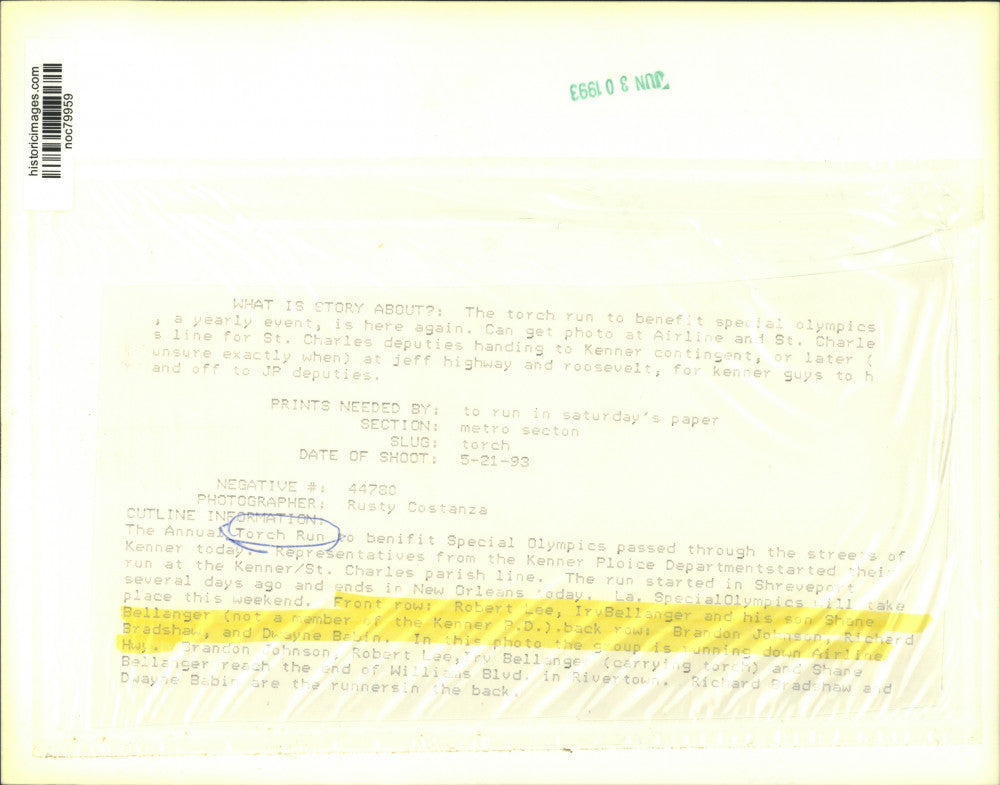 historicimages.com
noc79959
JUN 30 1993
WHAT IS STORY ABOUT?: The torch run to benefit special olympics
, a yearly event, is here again. Can get photo at Airline and St. Charle
s line for St. Charles deputies handing to Kenner contingent, or later (
unsure exactly when) at jeff highway and roosevelt, for kenner guys to h
and off to JP deputies.
PRINTS NEEDED BY: to run in saturday's paper
SECTION: metro secton
SLUG: torch
DATE OF SHOOT: 5-21-93
NEGATIVE #: 44780
PHOTOGRAPHER: Rusty Costanza
CUTLINE INFORMATION:
The Annual Torch Run to benifit Special Olympics passed through the streets of
Kenner today. Representatives from the Kenner Ploice Departmentstarted their
run at the Kenner/St. Charles parish line. The run started in Shreveport
several days ago and ends in New Orleans today. La. SpecialOlympics will take
place this weekend. Front row: Robert Lee, IrvBellanger and his son Shane
Bellanger (not a member of the Kenner P.D.).back row: Brandon Johnson, Richard
Bradshaw, and Dwayne Babin. In this photo the group is running down Airline
Hwy. Brandon Johnson, Robert Lee,Irv Bellanger (carrying torch) and Shane
Bellanger reach the end of Williams Blvd. in Rivertown. Richard Bradshaw and
Dwayne Babin are the runnersin the back.